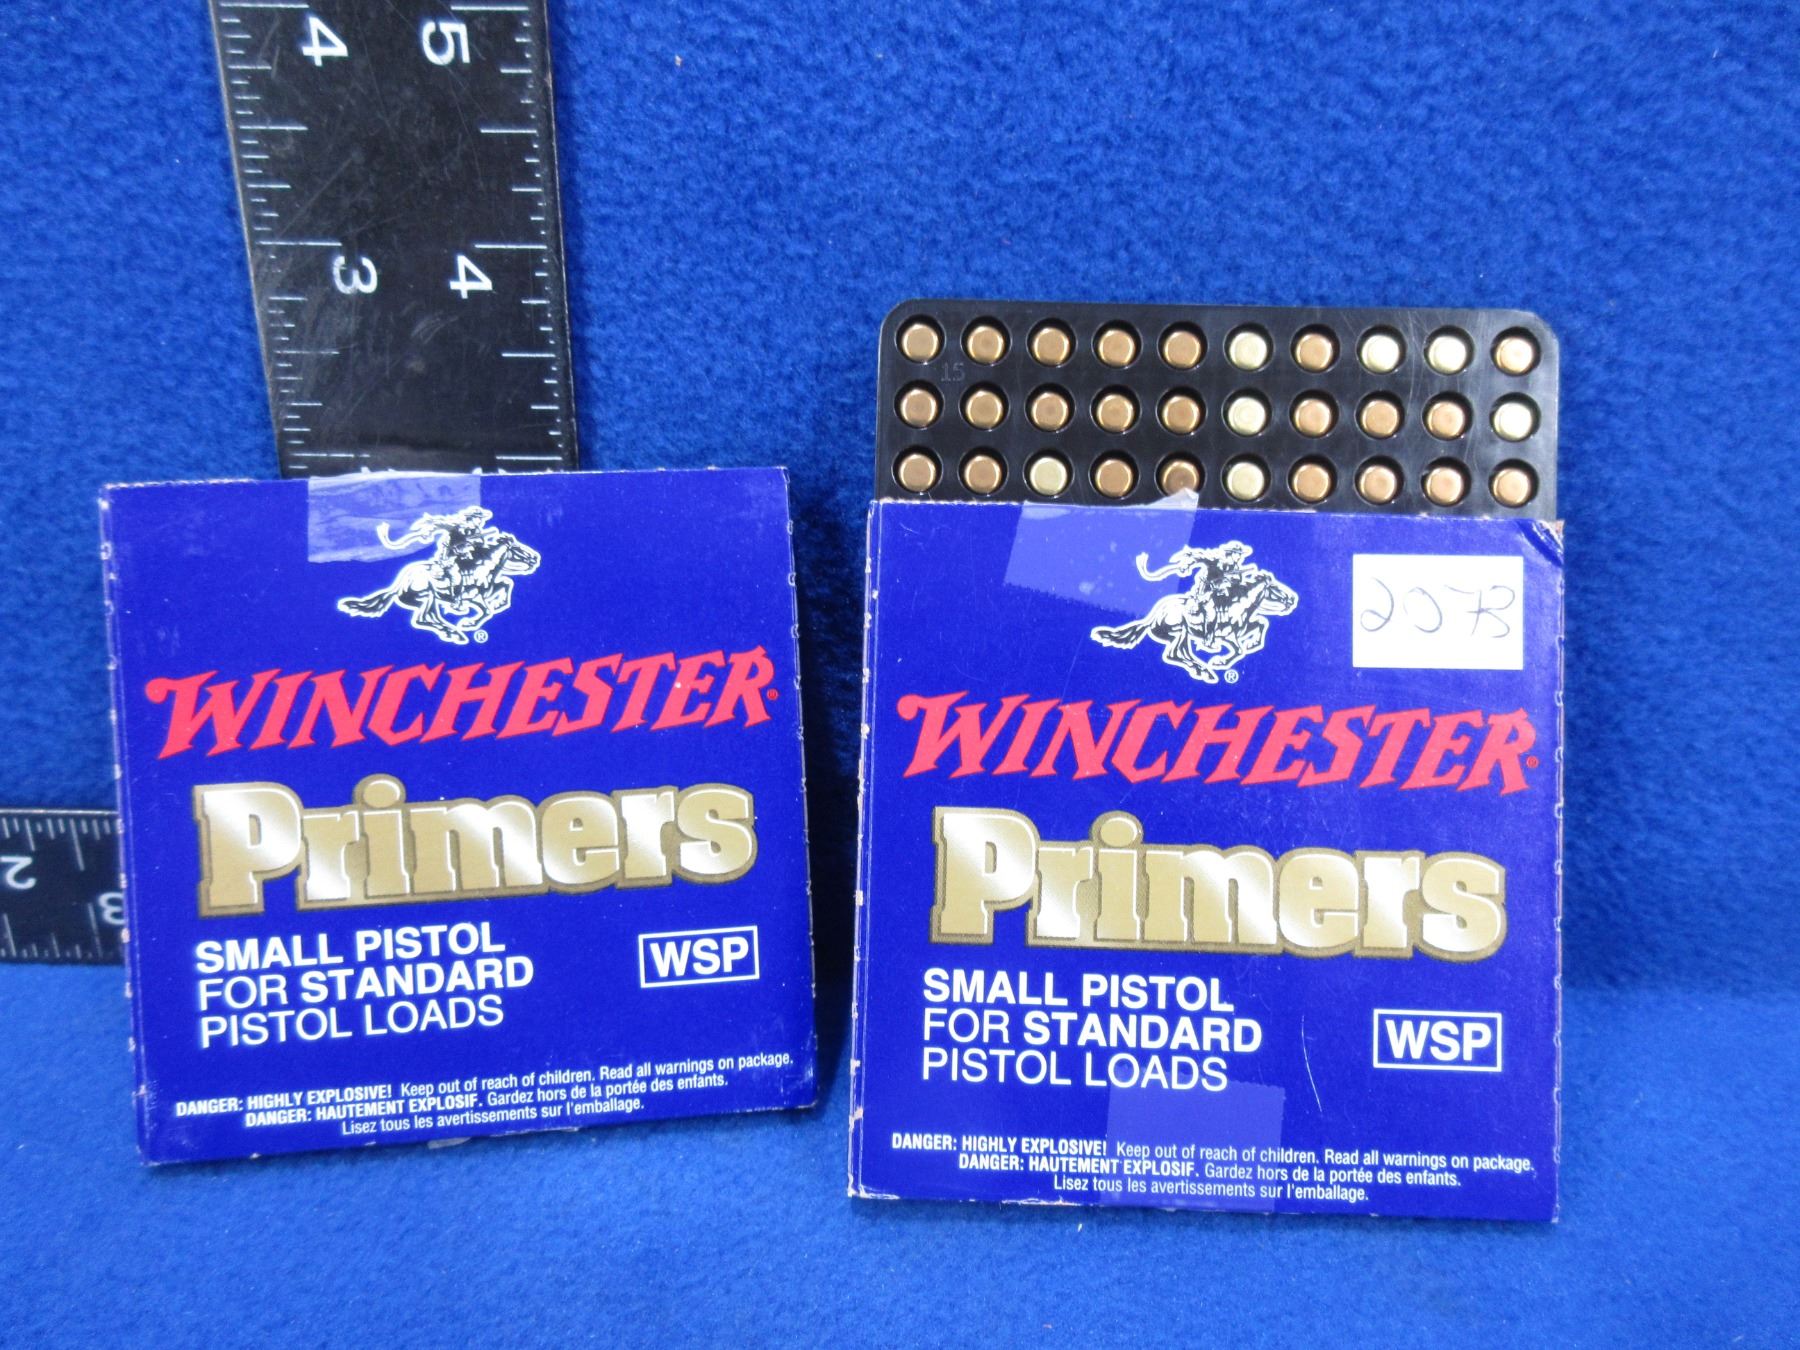 4 5
3 4
2
3
15
WINCHESTER®
Primers
SMALL PISTOL
FOR STANDARD
PISTOL LOADS
WSP
DANGER: HIGHLY EXPLOSIVE! Keep out of reach of children. Read all warnings on package.
DANGER: HAUTEMENT EXPLOSIF. Gardez hors de la portée des enfants.
Lisez tous les avertissements sur l'emballage.
®
WINCHESTER®
Primers
SMALL PISTOL
FOR STANDARD
PISTOL LOADS
WSP
DANGER: HIGHLY EXPLOSIVE! Keep out of reach of children. Read all warnings on package.
DANGER: HAUTEMENT EXPLOSIF. Gardez hors de la portée des enfants.
Lisez tous les avertissements sur l'emballage.
®